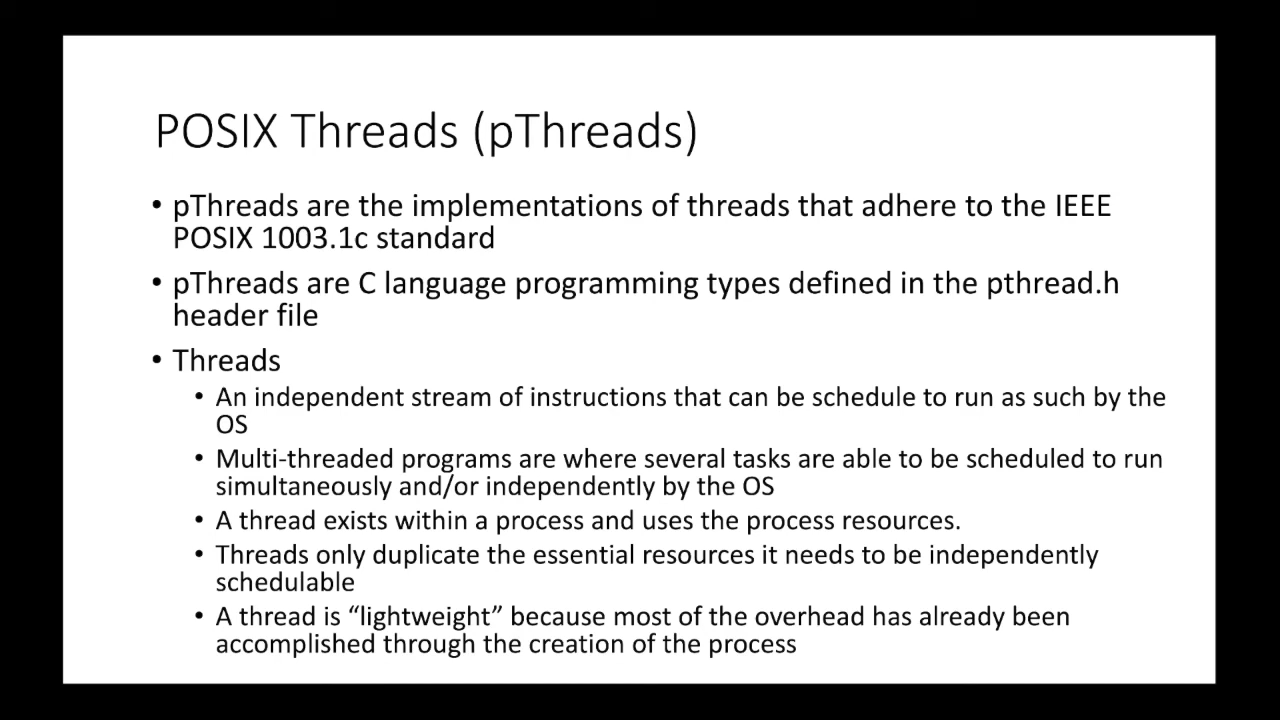 POSIX Threads (pThreads)
• pThreads are the implementations of threads that adhere to the IEEE
POSIX 1003.1c standard
• pThreads are C language programming types defined in the pthread.h
header file
• Threads
• An independent stream of instructions that can be schedule to run as such by the
OS
• Multi-threaded programs are where several tasks are able to be scheduled to run
simultaneously and/or independently by the OS
• A thread exists within a process and uses the process resources.
• Threads only duplicate the essential resources it needs to be independently
schedulable
• A thread is “lightweight” because most of the overhead has already been
accomplished through the creation of the process